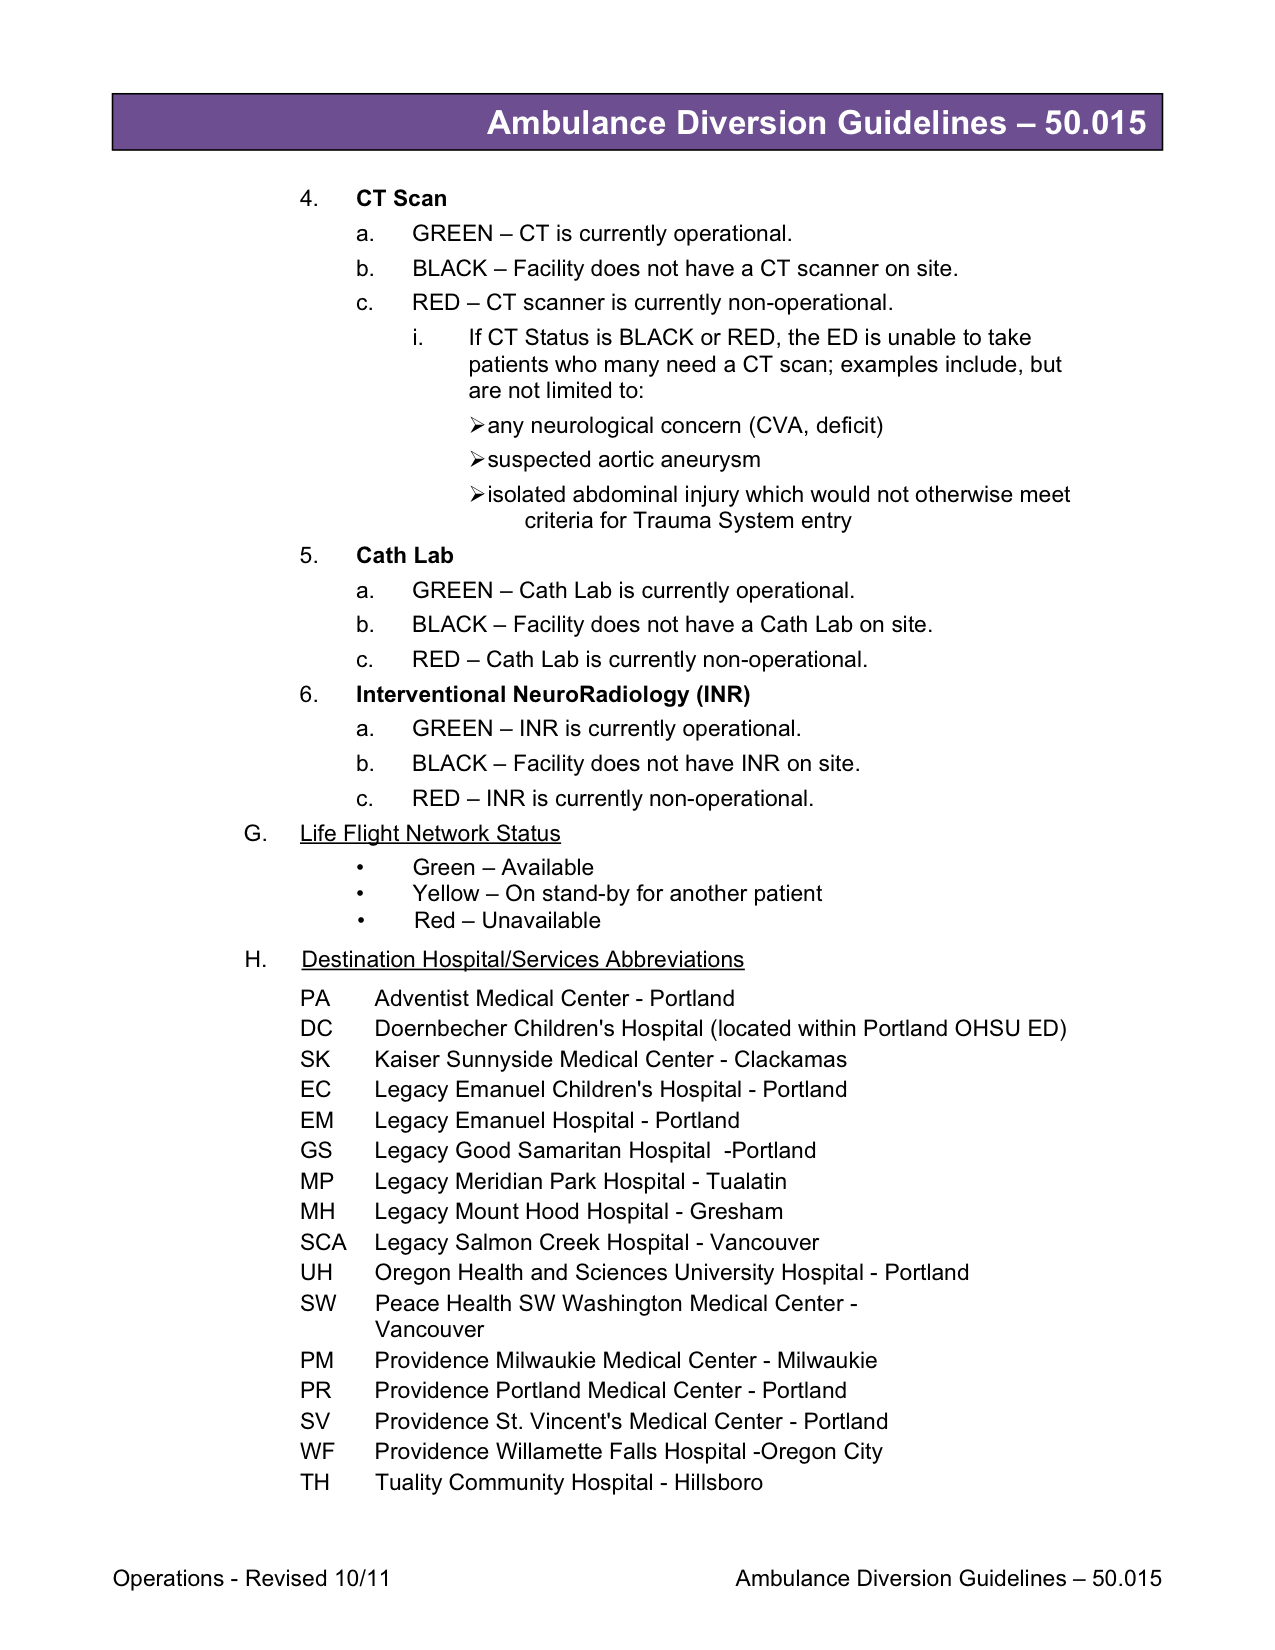 Ambulance Diversion Guidelines – 50.015
4. CT Scan
a. GREEN – CT is currently operational.
b. BLACK – Facility does not have a CT scanner on site.
c. RED – CT scanner is currently non-operational.
i. If CT Status is BLACK or RED, the ED is unable to take
patients who many need a CT scan; examples include, but
are not limited to:
➢any neurological concern (CVA, deficit)
➢suspected aortic aneurysm
➢isolated abdominal injury which would not otherwise meet
criteria for Trauma System entry
5. Cath Lab
a. GREEN – Cath Lab is currently operational.
b. BLACK – Facility does not have a Cath Lab on site.
c. RED – Cath Lab is currently non-operational.
6. Interventional NeuroRadiology (INR)
a. GREEN – INR is currently operational.
b. BLACK – Facility does not have INR on site.
c. RED – INR is currently non-operational.
G. Life Flight Network Status
• Green – Available
• Yellow – On stand-by for another patient
• Red – Unavailable
H. Destination Hospital/Services Abbreviations
PA Adventist Medical Center - Portland
DC Doernbecher Children's Hospital (located within Portland OHSU ED)
SK Kaiser Sunnyside Medical Center - Clackamas
EC Legacy Emanuel Children's Hospital - Portland
EM Legacy Emanuel Hospital - Portland
GS Legacy Good Samaritan Hospital -Portland
MP Legacy Meridian Park Hospital - Tualatin
MH Legacy Mount Hood Hospital - Gresham
SCA Legacy Salmon Creek Hospital - Vancouver
UH Oregon Health and Sciences University Hospital - Portland
SW Peace Health SW Washington Medical Center -
Vancouver
PM Providence Milwaukie Medical Center - Milwaukie
PR Providence Portland Medical Center - Portland
SV Providence St. Vincent's Medical Center - Portland
WF Providence Willamette Falls Hospital -Oregon City
TH Tuality Community Hospital - Hillsboro
Operations - Revised 10/11 Ambulance Diversion Guidelines – 50.015